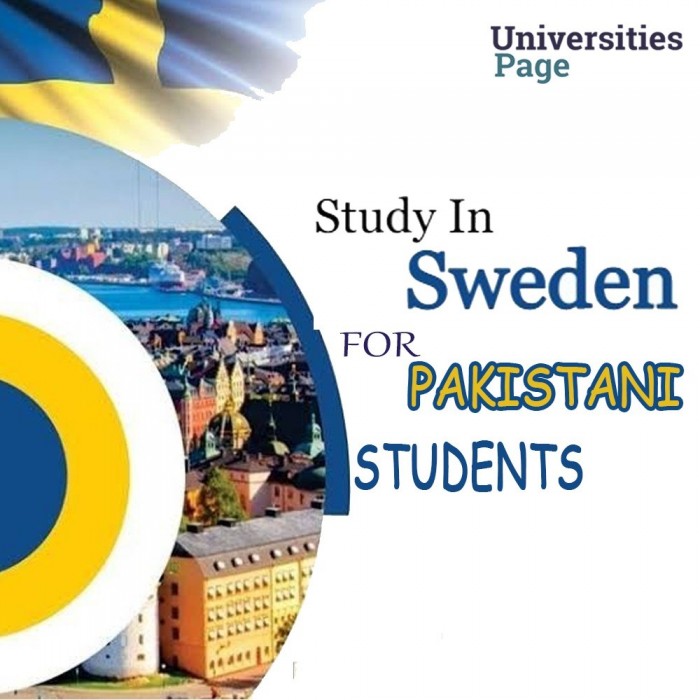 Universities
Page
Study In
Sweden
FOR
PAKISTANI
STUDENTS